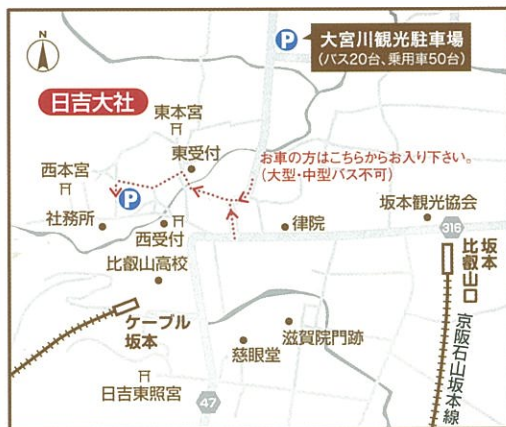 N
P
大宮川観光駐車場
(バス20台、乗用車50台)
日吉大社
東本宮
東受付
お車の方はこちらからお入り下さい。
(大型・中型バス不可)
西本宮
P
社務所
西受付
律院
坂本観光協会
316
坂本
比叡山口
比叡山高校
ケーブル
坂本
滋賀院門跡
慈眼堂
京阪石山坂本線
日吉東照宮
47